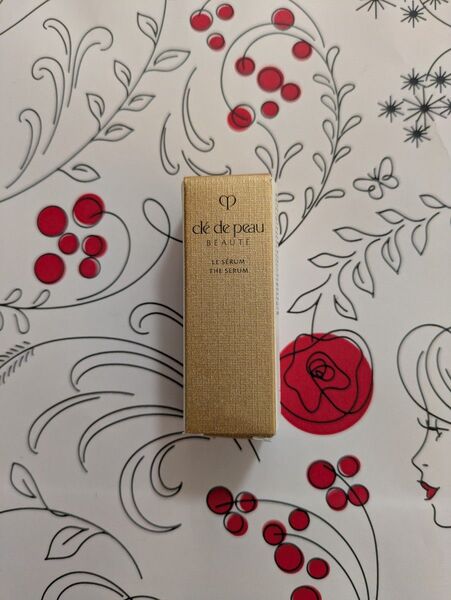 clé de peau
BEAUTÉ
LE SÉRUM
THE SERUM